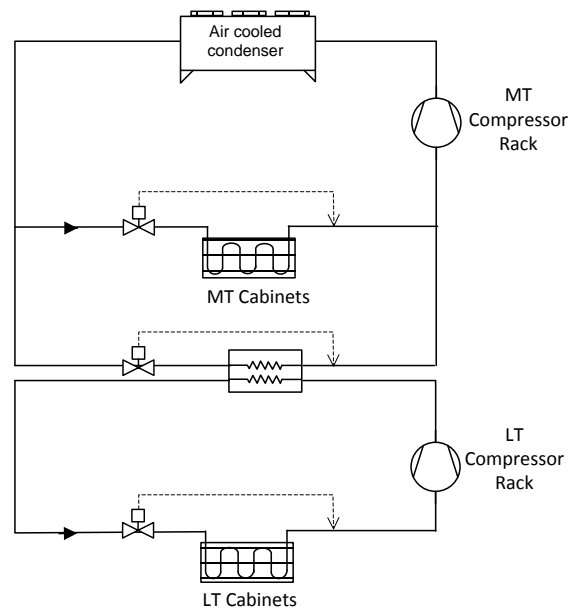 Air cooled
condenser
MT
Compressor
Rack
MT Cabinets
LT
Compressor
Rack
LT Cabinets